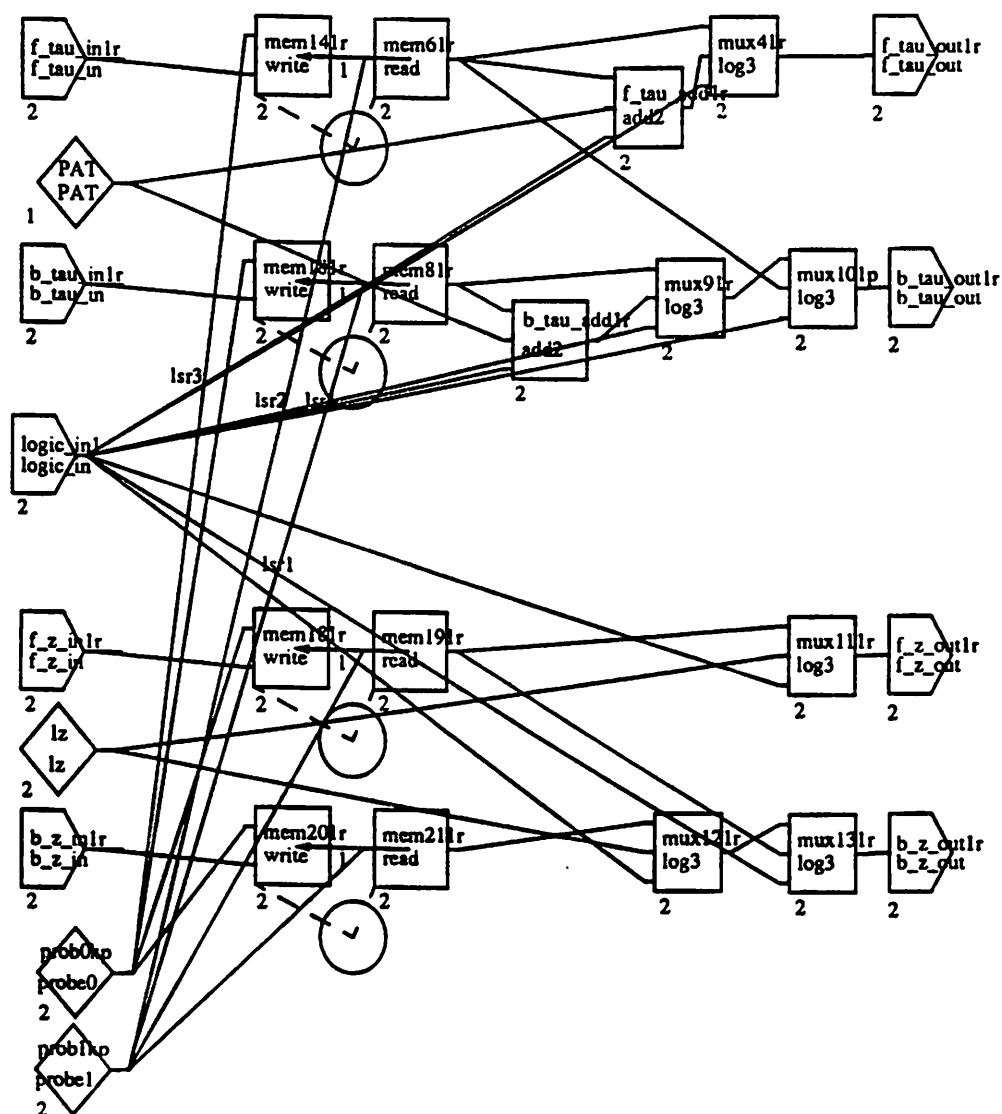 f_tau_in1r
f_tau_in
2
mem141r
write
2
1
mem61r
read
2
mux41r
log3
2
f_tau_out1r
f_tau_out
2
f_tau_add1r
add2
2
PAT
PAT
1
b_tau_in1r
b_tau_in
2
write
2
1
mem81r
read
2
b_tau_add1r
add2
2
mux91r
log3
2
mux101p
log3
2
b_tau_out1r
b_tau_out
2
lsr3
lsr2
logic_in1
logic_in
2
lsr1
f_z_in1r
f_z_in
2
mem181r
write
2
1
mem191r
read
2
mux111r
log3
2
f_z_out1r
f_z_out
2
lz
lz
2
b_z_in1r
b_z_in
2
mem201r
write
2
1
mem211r
read
2
mux121r
log3
2
mux131r
log3
2
b_z_out1r
b_z_out
2
prob0kp
probe0
2
prob1kp
probe1
2